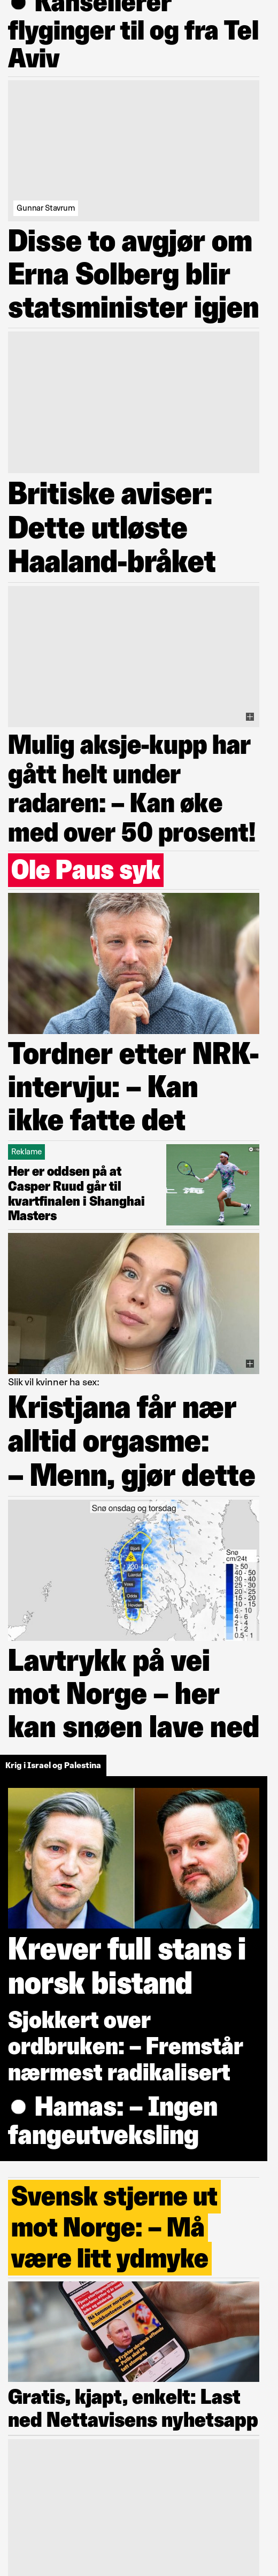 ● Kansellerer
flyginger til og fra Tel
Aviv
Gunnar Stavrum
Disse to avgjør om
Erna Solberg blir
statsminister igjen
Britiske aviser:
Dette utløste
Haaland-bråket
Mulig aksje-kupp har
gått helt under
radaren: – Kan øke
med over 50 prosent!
Ole Paus syk
Tordner etter NRK-
intervju: – Kan
ikke fatte det
Reklame
Her er oddsen på at
Casper Ruud går til
kvartfinalen i Shanghai
Masters
Slik vil kvinner ha sex:
Kristjana får nær
alltid orgasme:
– Menn, gjør dette
Snø onsdag og torsdag
Snø
cm/24t
≥ 50
40 - 50
30 - 40
25 - 30
20 - 25
15 - 20
10 - 15
6 - 10
4 - 6
2 - 4
1 - 2
0.5 - 1
Lavtrykk på vei
mot Norge – her
kan snøen lave ned
Krig i Israel og Palestina
Krever full stans i
norsk bistand
Sjokkert over
ordbruken: – Fremstår
nærmest radikalisert
● Hamas: – Ingen
fangeutveksling
Svensk stjerne ut
mot Norge: – Må
være litt ydmyke
Gratis, kjapt, enkelt: Last
ned Nettavisens nyhetsapp